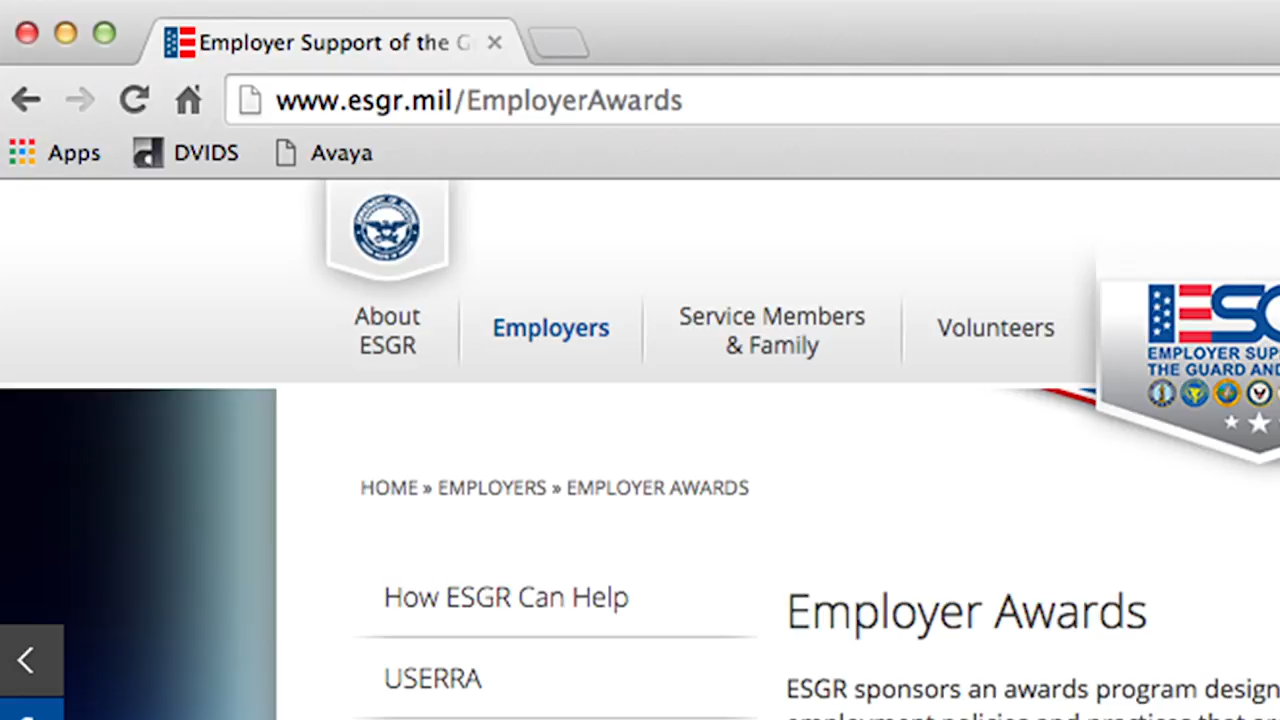 Employer Support of the G
www.esgr.mil/EmployerAwards
Apps
DVIDS
Avaya
About
ESGR
Employers
Service Members
& Family
Volunteers
EMPLOYER
THE GUARD AND
HOME » EMPLOYERS » EMPLOYER AWARDS
How ESGR Can Help
USERRA
Employer Awards
ESGR sponsors an awards program